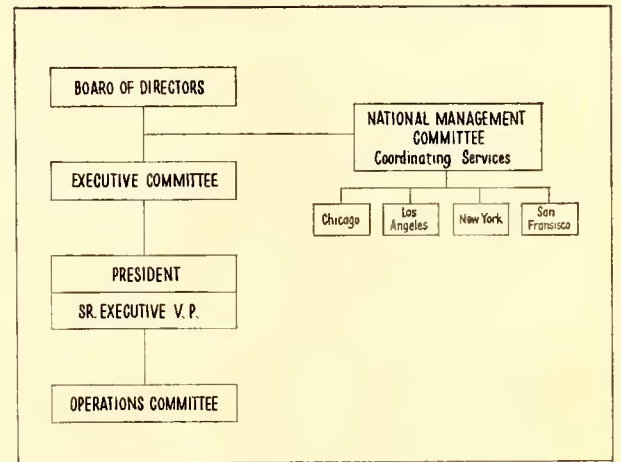 BOARD OF DIRECTORS
NATIONAL MANAGEMENT
COMMITTEE
Coordinating Services
EXECUTIVE COMMITTEE
Chicago
Los
Angeles
New York
San
Fransisco
PRESIDENT
SR. EXECUTIVE V. P.
OPERATIONS COMMITTEE